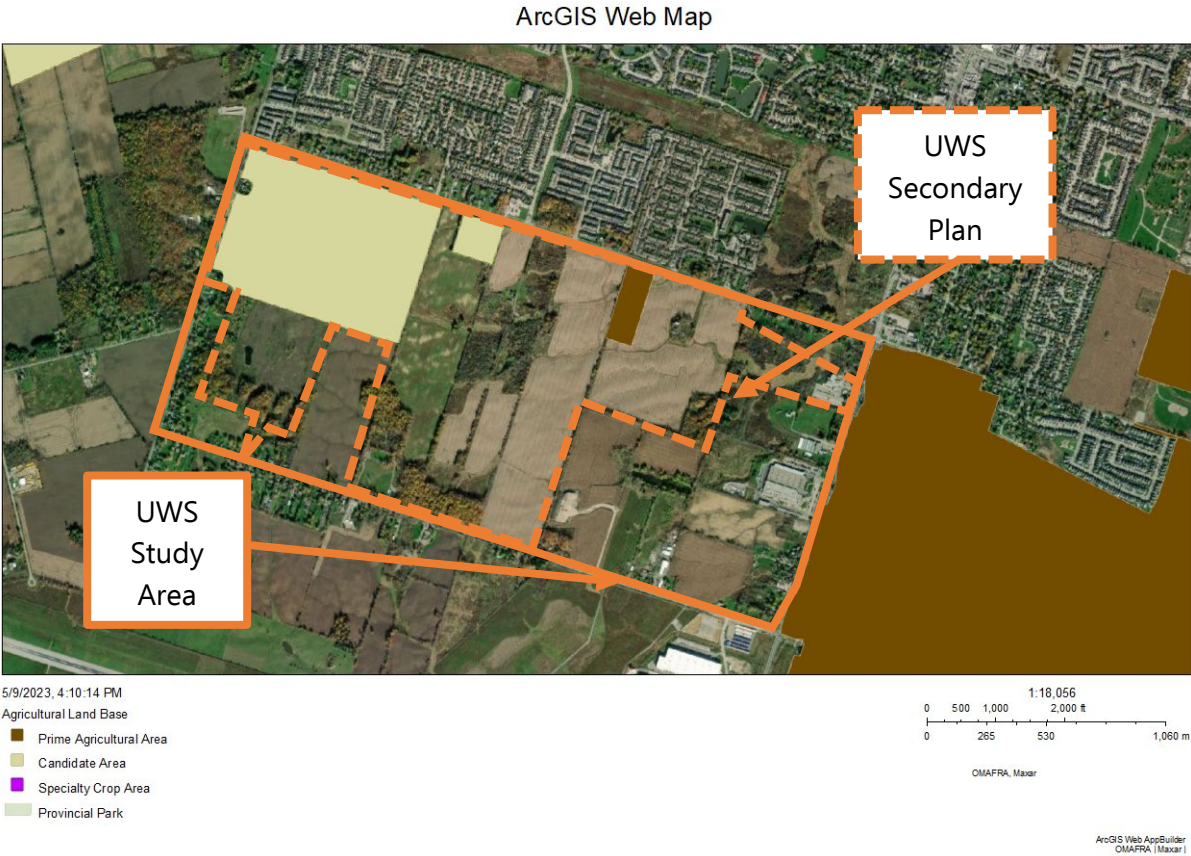 ArcGIS Web Map
UWS
Secondary
Plan
UWS
Study
Area
5/9/2023, 4:10:14 PM
Agricultural Land Base
Prime Agricultural Area
Candidate Area
Specialty Crop Area
Provincial Park
1:18,056
0 500 1,000 2,000 ft
0 265 530 1,060 m
OMAFRA, Maxar
ArcGIS Web AppBuilder
OMAFRA | Maxar |